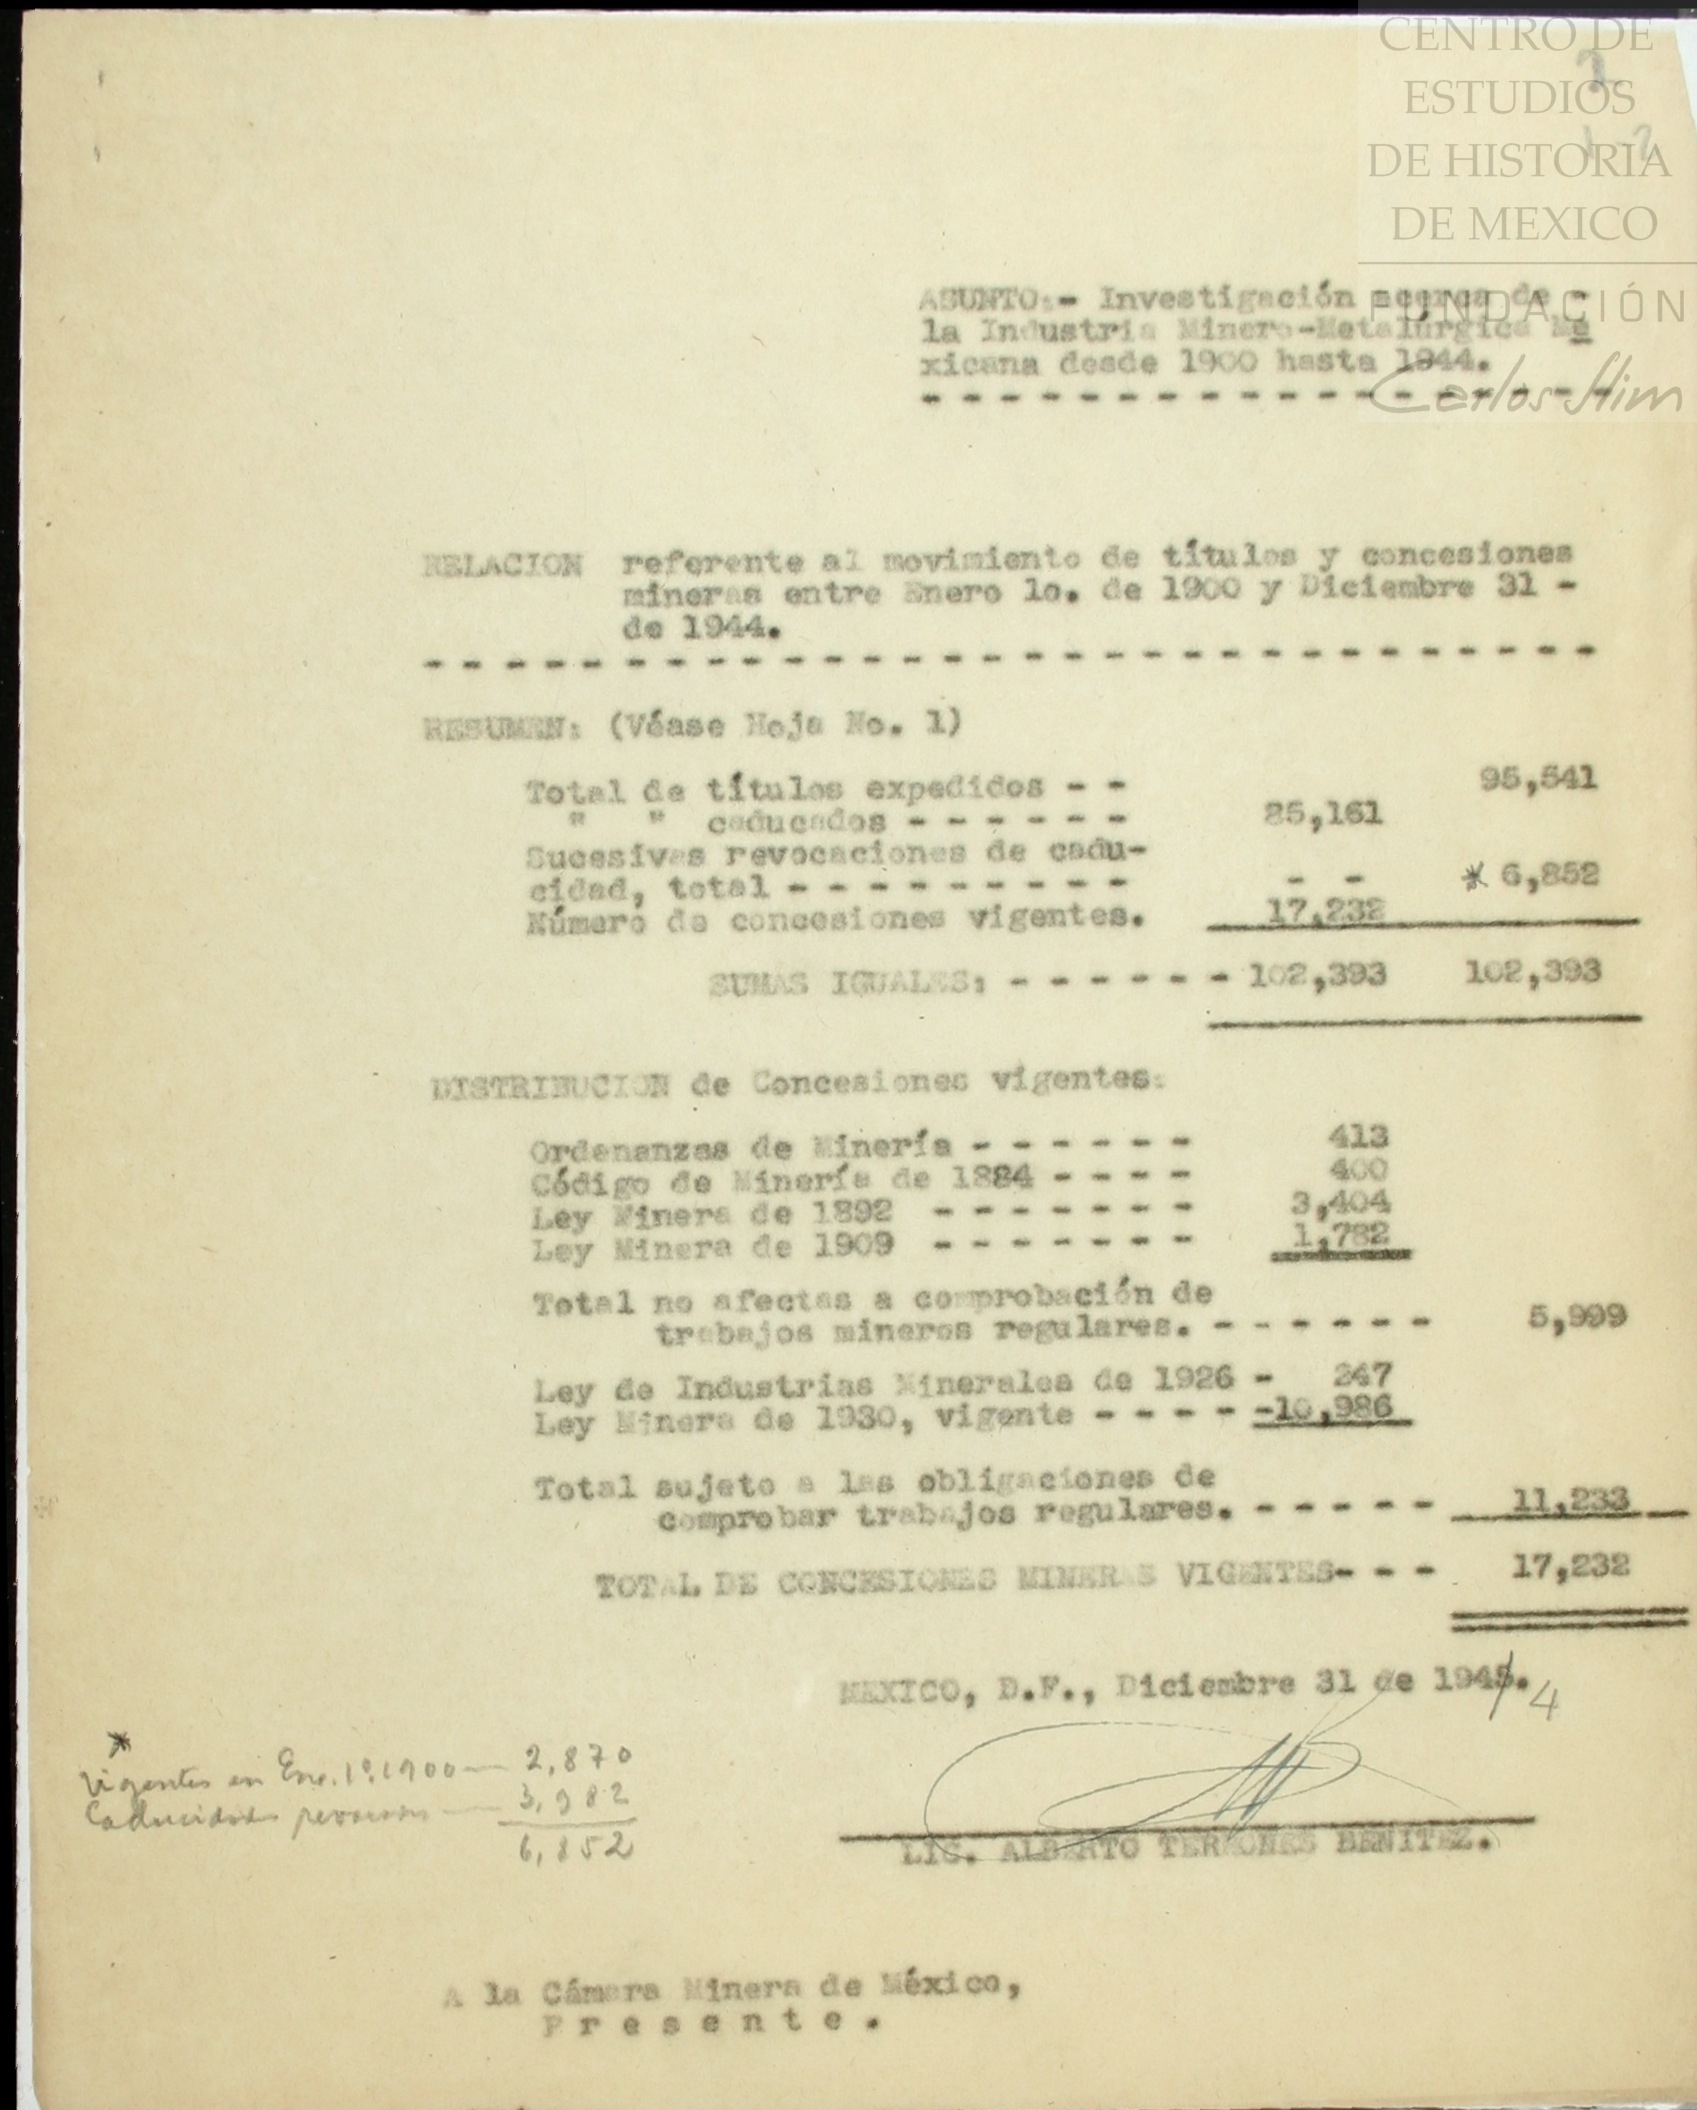 CENTRO DE
ESTUDIOS
DE HISTORIA
DE MEXICO
FUNDACIÓN
Carlos Slim
ASUNTO:- Investigación acerca de -
la Industria Minero-Metalúrgica Me
xicana desde 1900 hasta 1944.
- - - - - - - - - - - - - - - - - -
RELACION referente al movimiento de títulos y concesiones
mineras entre Enero 1o. de 1900 y Diciembre 31 -
de 1944.
- - - - - - - - - - - - - - - - - - - - - - - - - - - - - -
RESUMEN: (Véase Hoja No. 1)
Total de títulos expedidos - - 95,541
" " caducados - - - - - - 85,161
Sucesivas revocaciones de cadu-
cidad, total - - - - - - - - - - - * 6,852
Número de concesiones vigentes. 17,232
SUMAS IGUALES: - - - - - - 102,393 102,393
DISTRIBUCION de Concesiones vigentes:
Ordenanzas de Minería - - - - - - 413
Código de Minería de 1884 - - - - 400
Ley Minera de 1892 - - - - - - - 3,404
Ley Minera de 1909 - - - - - - - 1,782
Total no afectas a comprobación de
trabajos mineros regulares. - - - - - - 5,999
Ley de Industrias Minerales de 1926 - 247
Ley Minera de 1930, vigente - - - - -10,986
Total sujeto a las obligaciones de
comprobar trabajos regulares. - - - - - 11,233
TOTAL DE CONCESIONES MINERAS VIGENTES- - - 17,232
MEXICO, D.F., Diciembre 31 de 1945. 4
*
Vigentes en Ene. 1º. 1900 — 2,870
Caducidades — 3,982
6,852
LIC. ALBERTO TERRONES BENITEZ.
A la Cámara Minera de México,
P r e s e n t e .